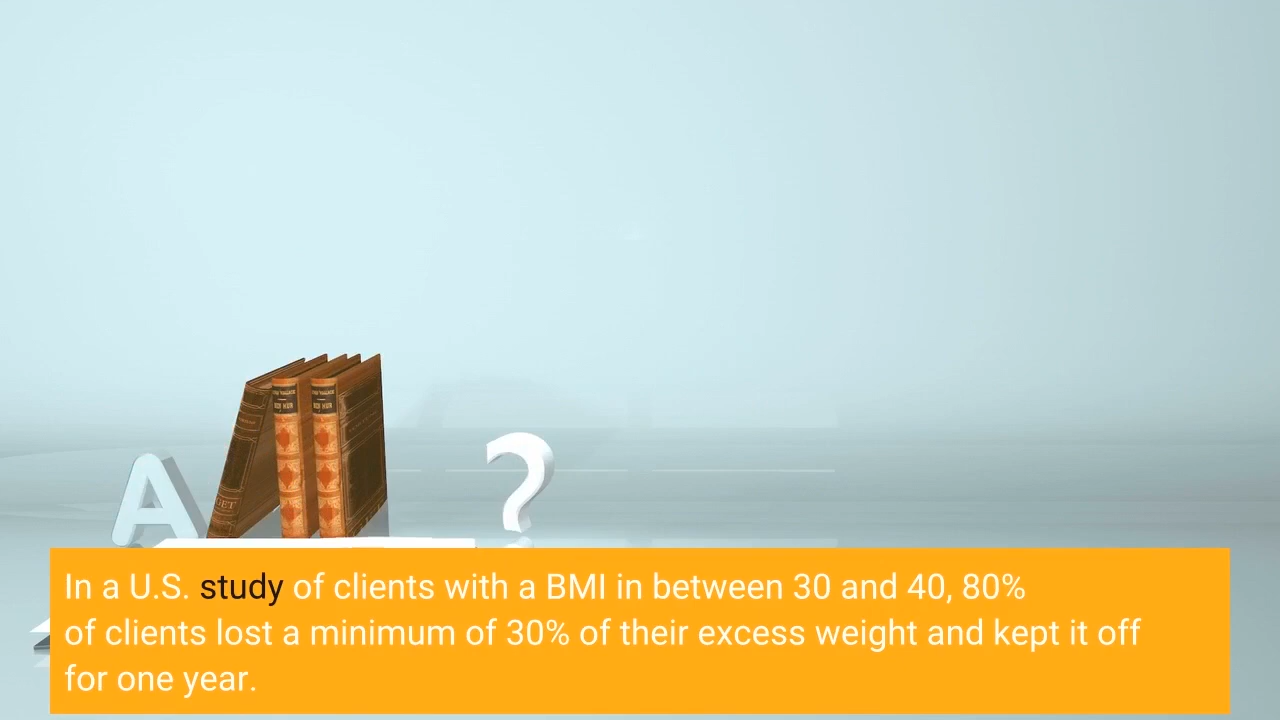 A
?
In a U.S. study of clients with a BMI in between 30 and 40, 80%
of clients lost a minimum of 30% of their excess weight and kept it off
for one year.